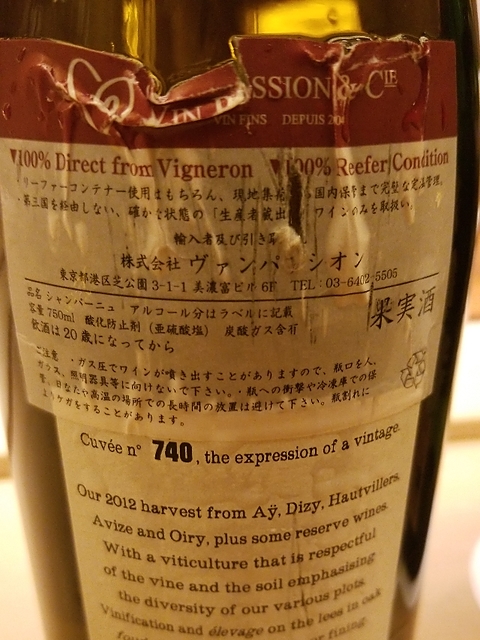 VIN PASSION & CIE
VIN FINS DEPUIS 20
▼100% Direct from Vigneron ▼100% Reefer Condition
・リーファーコンテナー使用はもちろん、現地集荷 国内保管まで完璧な定温管理。
・第三国を経由しない、確かな状態の「生産者蔵出 ワインのみを取扱い。
輸入者及び引き
株式会社 ヴァンパッシオン
東京都港区芝公園 3-1-1 美濃富ビル 6F TEL:03-6402-5505
品名 シャンパーニュ アルコール分はラベルに記載
容量 750ml 酸化防止剤(亜硫酸塩) 炭酸ガス含有
果実酒
飲酒は 20 歳になってから
ご注意 ・ガス圧でワインが噴き出すことがありますので、瓶口を人、
ガラス、照明器具等に向けないで下さい。・瓶への衝撃や冷凍庫での保
管、日なたや高温の場所での長時間の放置は避けて下さい。瓶割れに
よりケガをすることがあります。
Cuvée n° 740, the expression of a vintage.
Our 2012 harvest from Aÿ, Dizy, Hautvillers,
Avize and Oiry, plus some reserve wines.
With a viticulture that is respectful
of the vine and the soil emphasising
the diversity of our various plots.
Vinification and élevage on the lees in oak
fining